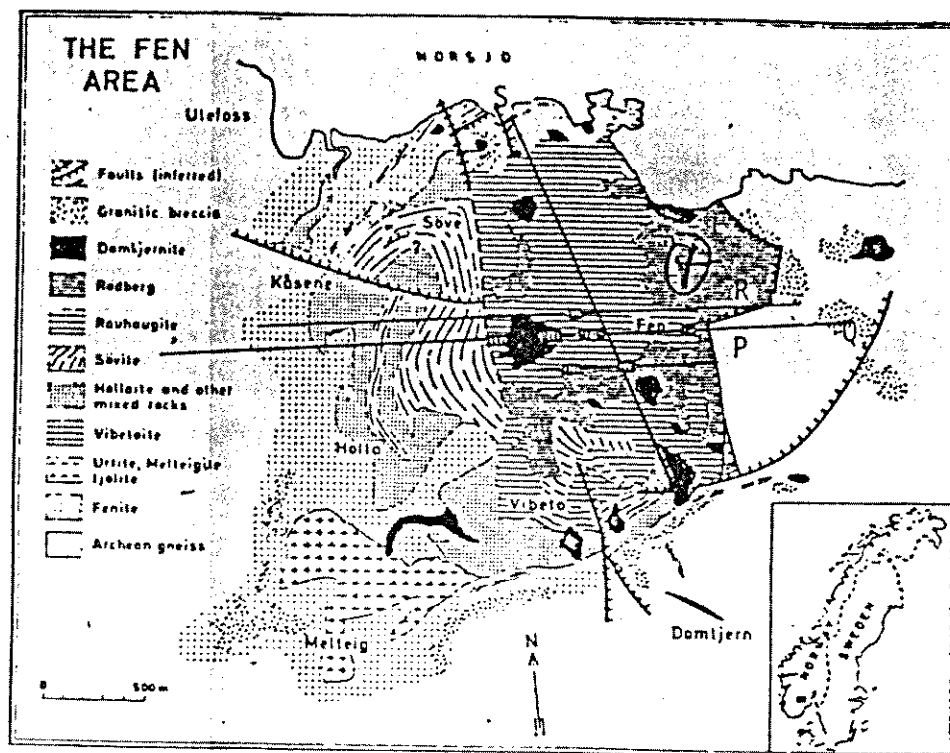 THE FEN
AREA
NORSJO
Ulefoss
S
Faults (inferred)
Granitic breccia
Damtjernite
Rødberg
Rauhaugite
Søvite
Hollaite and other
mixed rocks
Vibetoite
Urtite, Melteigite
Ijolite
Fenite
Archean gneiss
Søve
?
Kåsene
R
Fen
P
Q
Holla
Vibeto
Melteig
Damtjern
N
0 500 m
NORWAY
SWEDEN